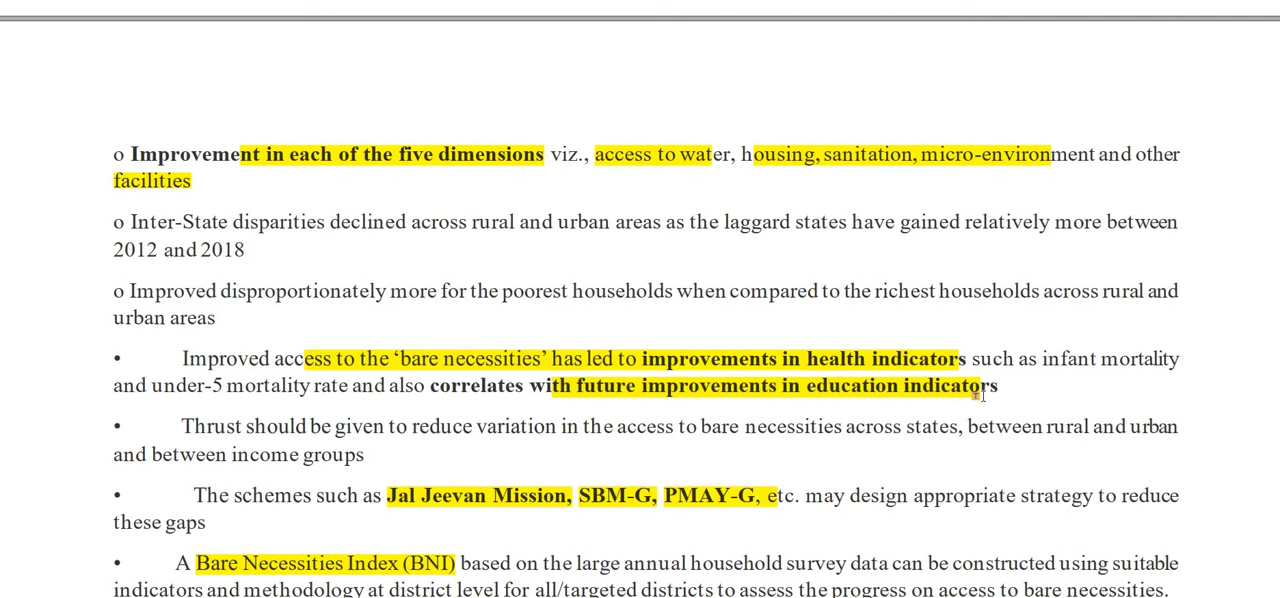 o Improvement in each of the five dimensions viz., access to water, housing, sanitation, micro-environment and other
facilities
o Inter-State disparities declined across rural and urban areas as the laggard states have gained relatively more between
2012 and 2018
o Improved disproportionately more for the poorest households when compared to the richest households across rural and
urban areas
• Improved access to the ‘bare necessities’ has led to improvements in health indicators such as infant mortality
and under-5 mortality rate and also correlates with future improvements in education indicators
• Thrust should be given to reduce variation in the access to bare necessities across states, between rural and urban
and between income groups
• The schemes such as Jal Jeevan Mission, SBM-G, PMAY-G, etc. may design appropriate strategy to reduce
these gaps
• A Bare Necessities Index (BNI) based on the large annual household survey data can be constructed using suitable
indicators and methodology at district level for all/targeted districts to assess the progress on access to bare necessities.